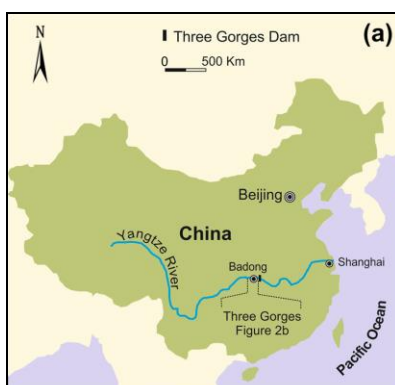 N
Three Gorges Dam
(a)
0 500 Km
Beijing
Yangtze River
China
Badong
Shanghai
Three Gorges
Figure 2b
Pacific Ocean